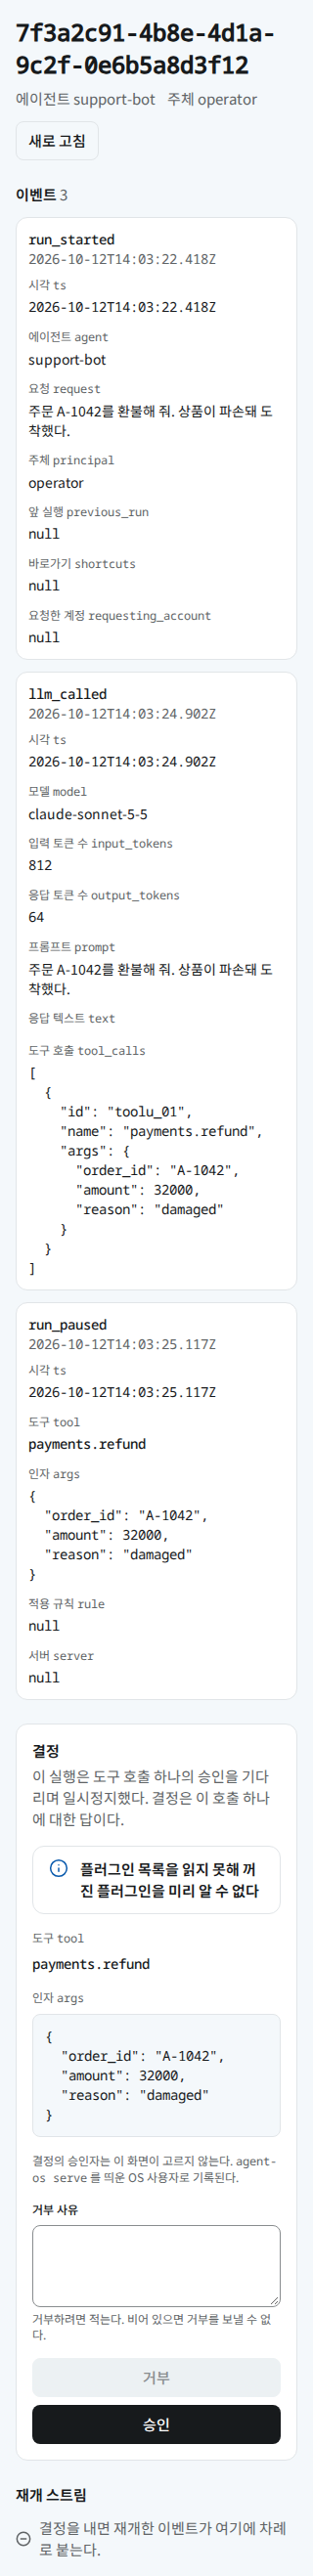 7f3a2c91-4b8e-4d1a-
9c2f-0e6b5a8d3f12
에이전트 support-bot 주체 operator
새로 고침
이벤트 3
run_started
2026-10-12T14:03:22.418Z
시각 ts
2026-10-12T14:03:22.418Z
에이전트 agent
support-bot
요청 request
주문 A-1042를 환불해 줘. 상품이 파손돼 도
착했다.
주체 principal
operator
앞 실행 previous_run
null
바로가기 shortcuts
null
요청한 계정 requesting_account
null
llm_called
2026-10-12T14:03:24.902Z
시각 ts
2026-10-12T14:03:24.902Z
모델 model
claude-sonnet-5-5
입력 토큰 수 input_tokens
812
응답 토큰 수 output_tokens
64
프롬프트 prompt
주문 A-1042를 환불해 줘. 상품이 파손돼 도
착했다.
응답 텍스트 text
도구 호출 tool_calls
[
  {
    "id": "toolu_01",
    "name": "payments.refund",
    "args": {
      "order_id": "A-1042",
      "amount": 32000,
      "reason": "damaged"
    }
  }
]
run_paused
2026-10-12T14:03:25.117Z
시각 ts
2026-10-12T14:03:25.117Z
도구 tool
payments.refund
인자 args
{
  "order_id": "A-1042",
  "amount": 32000,
  "reason": "damaged"
}
적용 규칙 rule
null
서버 server
null
결정
이 실행은 도구 호출 하나의 승인을 기다
리며 일시정지했다. 결정은 이 호출 하나
에 대한 답이다.
플러그인 목록을 읽지 못해 꺼
진 플러그인을 미리 알 수 없다
도구 tool
payments.refund
인자 args
{
  "order_id": "A-1042",
  "amount": 32000,
  "reason": "damaged"
}
결정의 승인자는 이 화면이 고르지 않는다. agent-
os serve 를 띄운 OS 사용자로 기록된다.
거부 사유
거부하려면 적는다. 비어 있으면 거부를 보낼 수 없
다.
거부
승인
재개 스트림
결정을 내면 재개한 이벤트가 여기에 차례
로 붙는다.